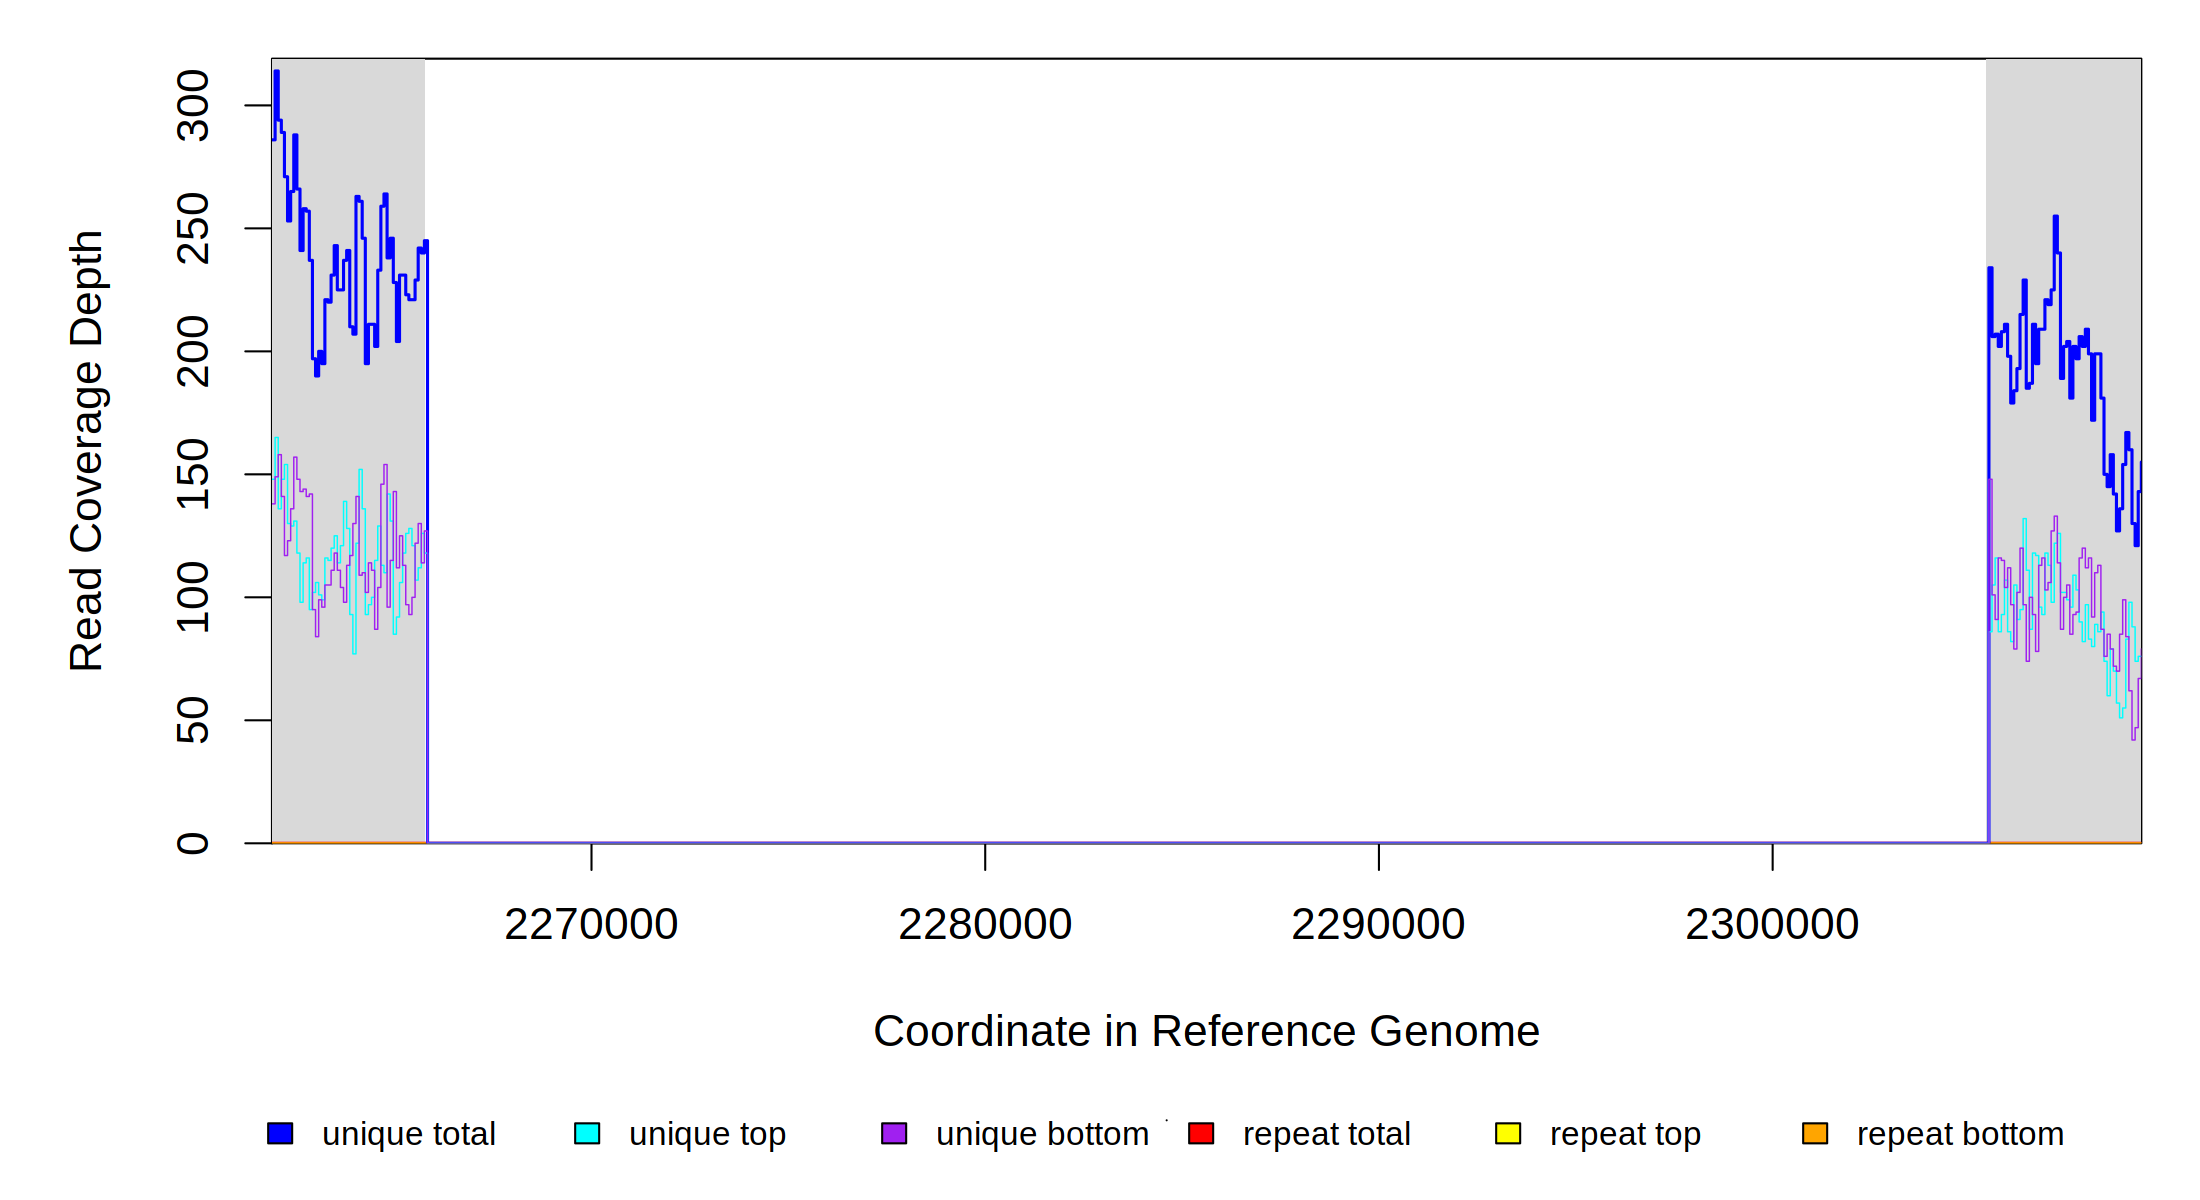 Read Coverage Depth
300
250
200
150
100
50
0
2270000 2280000 2290000 2300000
Coordinate in Reference Genome
unique total unique top unique bottom repeat total repeat top repeat bottom